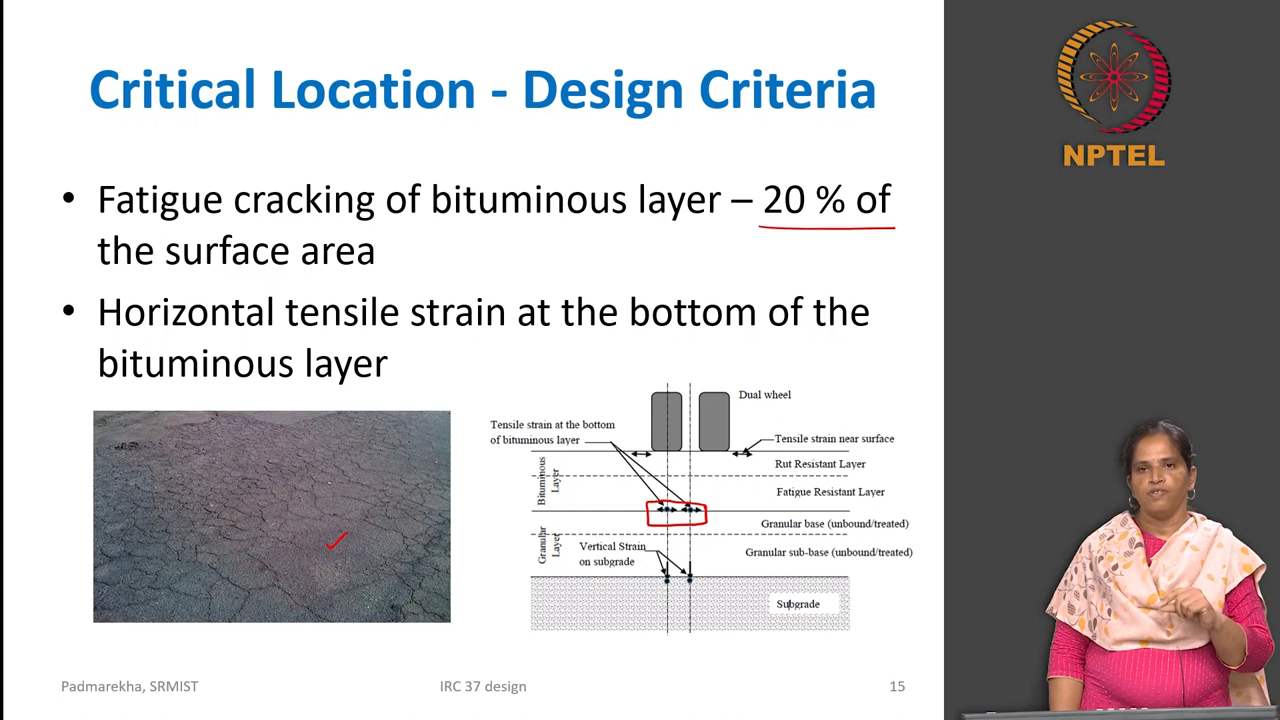 Critical Location - Design Criteria
NPTEL
• Fatigue cracking of bituminous layer – 20 % of
the surface area
• Horizontal tensile strain at the bottom of the
bituminous layer
Dual wheel
Tensile strain at the bottom
of bituminous layer
Tensile strain near surface
Bituminous
Layer
Rut Resistant Layer
Fatigue Resistant Layer
Granular
Layer
Granular base (unbound/treated)
Vertical Strain
on subgrade
Granular sub-base (unbound/treated)
Subgrade
Padmarekha, SRMIST
IRC 37 design
15